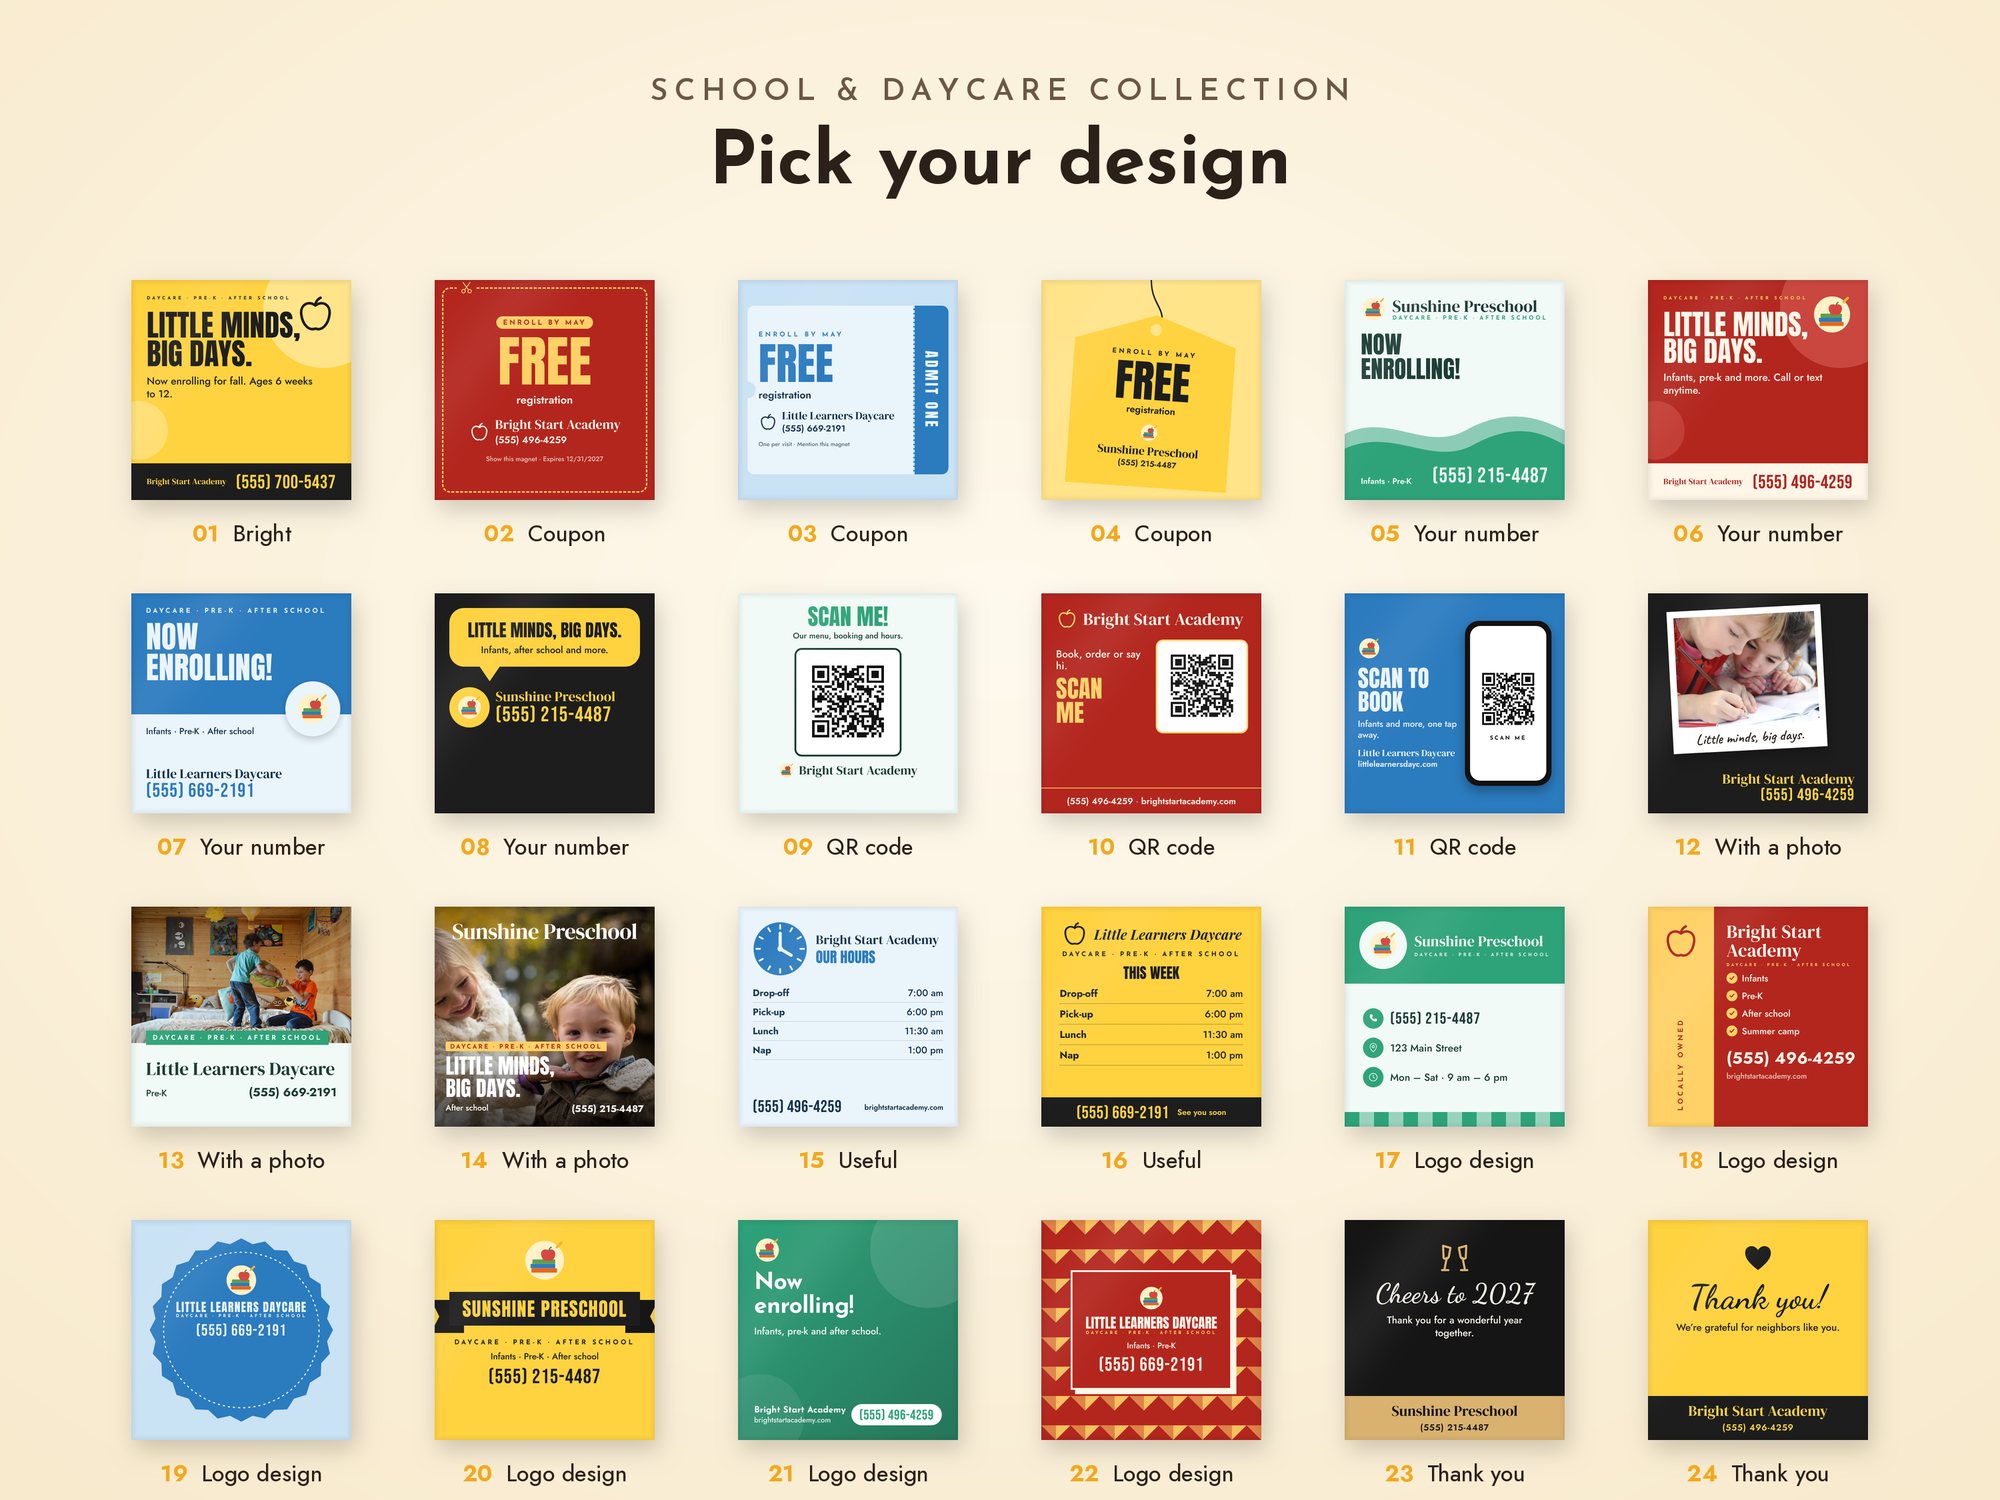 SCHOOL & DAYCARE COLLECTION
Pick your design
DAYCARE · PRE-K · AFTER SCHOOL
LITTLE MINDS,
BIG DAYS.
Now enrolling for fall. Ages 6 weeks
to 12.
Bright Start Academy (555) 700-5437
01 Bright
ENROLL BY MAY
FREE
registration
Bright Start Academy
(555) 496-4259
Show this magnet · Expires 12/31/2027
02 Coupon
ENROLL BY MAY
FREE
registration
Little Learners Daycare
(555) 669-2191
One per visit · Mention this magnet
ADMIT ONE
03 Coupon
ENROLL BY MAY
FREE
registration
Sunshine Preschool
(555) 215-4487
04 Coupon
Sunshine Preschool
DAYCARE · PRE-K · AFTER SCHOOL
NOW
ENROLLING!
Infants · Pre-K (555) 215-4487
05 Your number
DAYCARE · PRE-K · AFTER SCHOOL
LITTLE MINDS,
BIG DAYS.
Infants, pre-k and more. Call or text
anytime.
Bright Start Academy (555) 496-4259
06 Your number
DAYCARE · PRE-K · AFTER SCHOOL
NOW
ENROLLING!
Infants · Pre-K · After school
Little Learners Daycare
(555) 669-2191
07 Your number
LITTLE MINDS, BIG DAYS.
Infants, after school and more.
Sunshine Preschool
(555) 215-4487
08 Your number
SCAN ME!
Our menu, booking and hours.
Bright Start Academy
09 QR code
Bright Start Academy
Book, order or say
hi.
SCAN
ME
(555) 496-4259 · brightstartacademy.com
10 QR code
SCAN TO
BOOK
Infants and more, one tap
away.
Little Learners Daycare
littlelearnersdayc.com
SCAN ME
11 QR code
Little minds, big days.
Bright Start Academy
(555) 496-4259
12 With a photo
DAYCARE · PRE-K · AFTER SCHOOL
Little Learners Daycare
Pre-K (555) 669-2191
13 With a photo
Sunshine Preschool
DAYCARE · PRE-K · AFTER SCHOOL
LITTLE MINDS,
BIG DAYS.
After school (555) 215-4487
14 With a photo
Bright Start Academy
OUR HOURS
Drop-off 7:00 am
Pick-up 6:00 pm
Lunch 11:30 am
Nap 1:00 pm
(555) 496-4259 brightstartacademy.com
15 Useful
Little Learners Daycare
DAYCARE · PRE-K · AFTER SCHOOL
THIS WEEK
Drop-off 7:00 am
Pick-up 6:00 pm
Lunch 11:30 am
Nap 1:00 pm
(555) 669-2191 See you soon
16 Useful
Sunshine Preschool
DAYCARE · PRE-K · AFTER SCHOOL
(555) 215-4487
123 Main Street
Mon – Sat · 9 am – 6 pm
17 Logo design
LOCALLY OWNED
Bright Start
Academy
DAYCARE · PRE-K · AFTER SCHOOL
Infants
Pre-K
After school
Summer camp
(555) 496-4259
brightstartacademy.com
18 Logo design
LITTLE LEARNERS DAYCARE
DAYCARE · PRE-K · AFTER SCHOOL
(555) 669-2191
19 Logo design
SUNSHINE PRESCHOOL
DAYCARE · PRE-K · AFTER SCHOOL
Infants · Pre-K · After school
(555) 215-4487
20 Logo design
Now
enrolling!
Infants, pre-k and after school.
Bright Start Academy
brightstartacademy.com
(555) 496-4259
21 Logo design
LITTLE LEARNERS DAYCARE
DAYCARE · PRE-K · AFTER SCHOOL
Infants · Pre-K
(555) 669-2191
22 Logo design
Cheers to 2027
Thank you for a wonderful year
together.
Sunshine Preschool
(555) 215-4487
23 Thank you
Thank you!
We're grateful for neighbors like you.
Bright Start Academy
(555) 496-4259
24 Thank you